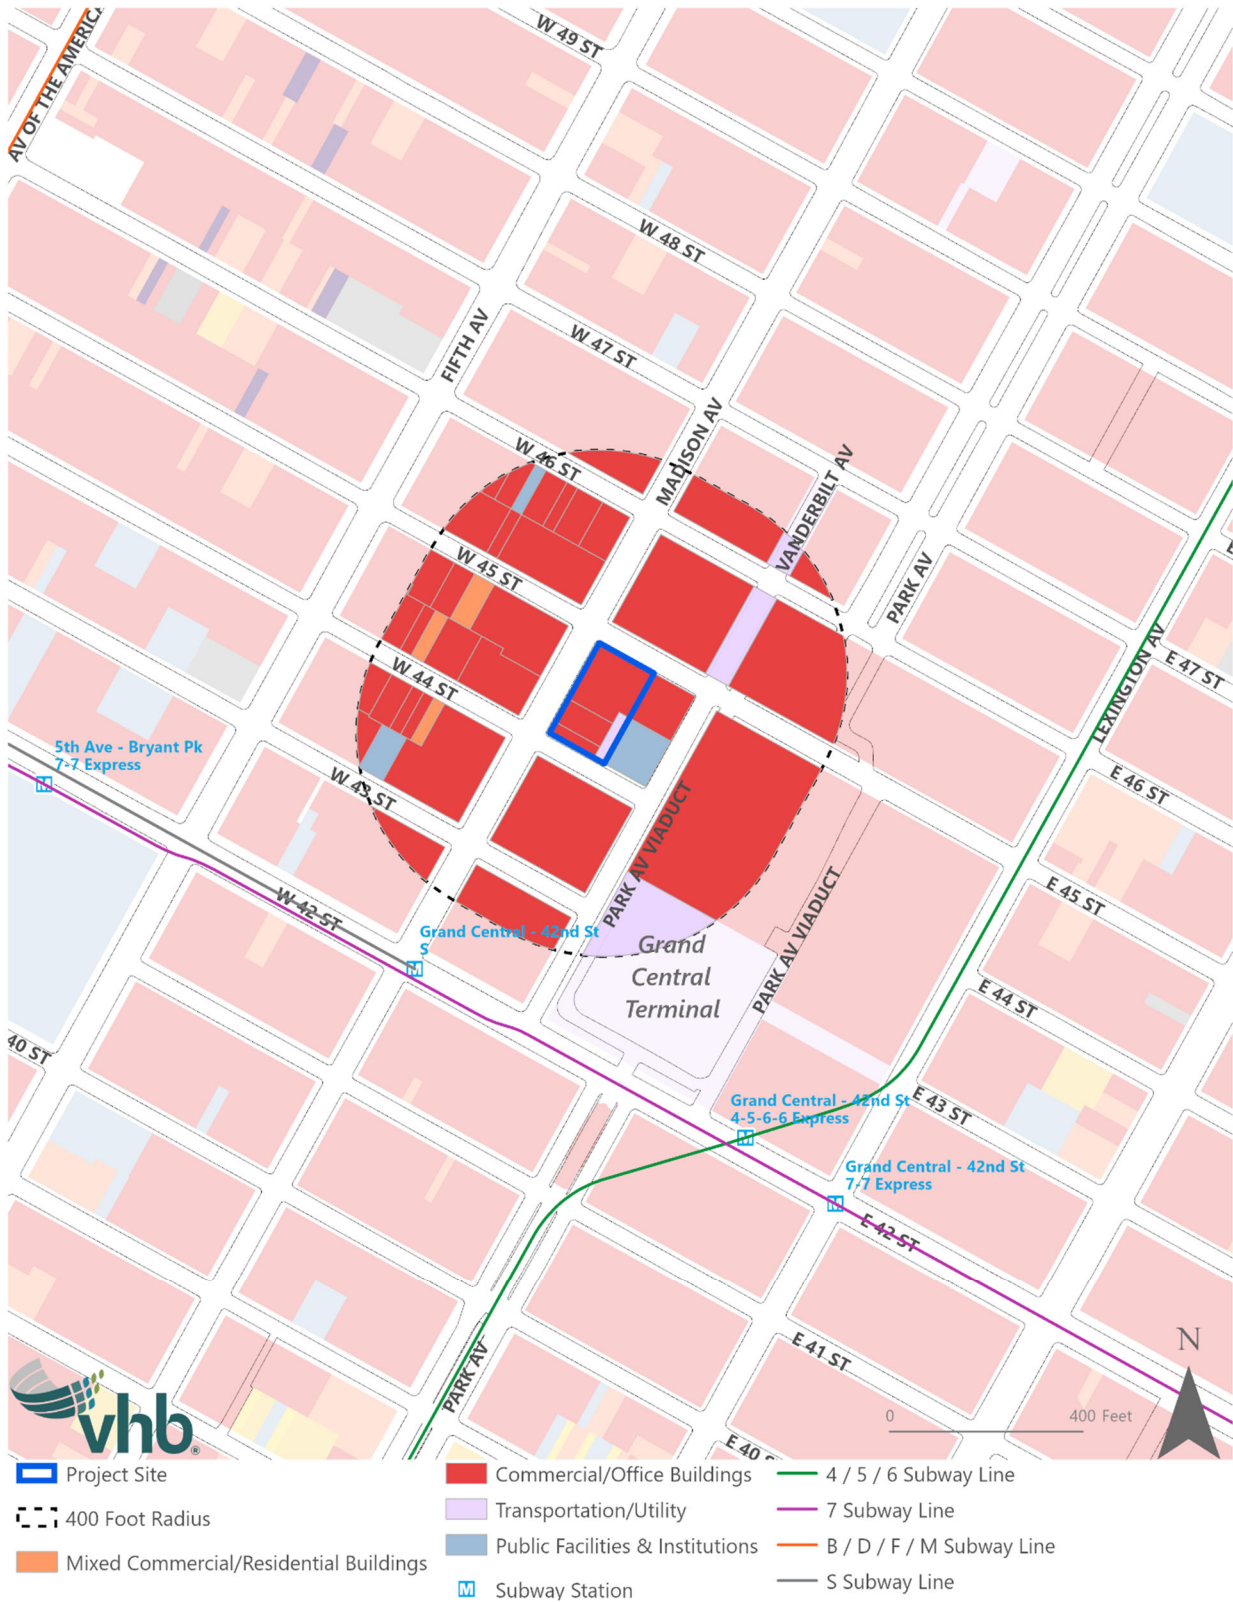 W 49 ST
AV OF THE AMERICA
W 48 ST
FIFTH AV
W 47 ST
MADISON AV
W 46 ST
VANDERBILT AV
W 45 ST
PARK AV
W 44 ST
LEXINGTON AV
E 47 ST
5th Ave - Bryant Pk
7-7 Express
W 43 ST
E 46 ST
PARK AV VIADUCT
PARK AV VIADUCT
E 45 ST
W 42 ST
Grand Central - 42nd St
S
Grand
Central
Terminal
E 44 ST
40 ST
Grand Central - 42nd St
4-5-6-6 Express
E 43 ST
Grand Central - 42nd St
7-7 Express
E 42 ST
E 41 ST
N
PARK AV
0 400 Feet
vhb®
Project Site
400 Foot Radius
Mixed Commercial/Residential Buildings
Commercial/Office Buildings
Transportation/Utility
Public Facilities & Institutions
M Subway Station
4 / 5 / 6 Subway Line
7 Subway Line
B / D / F / M Subway Line
S Subway Line